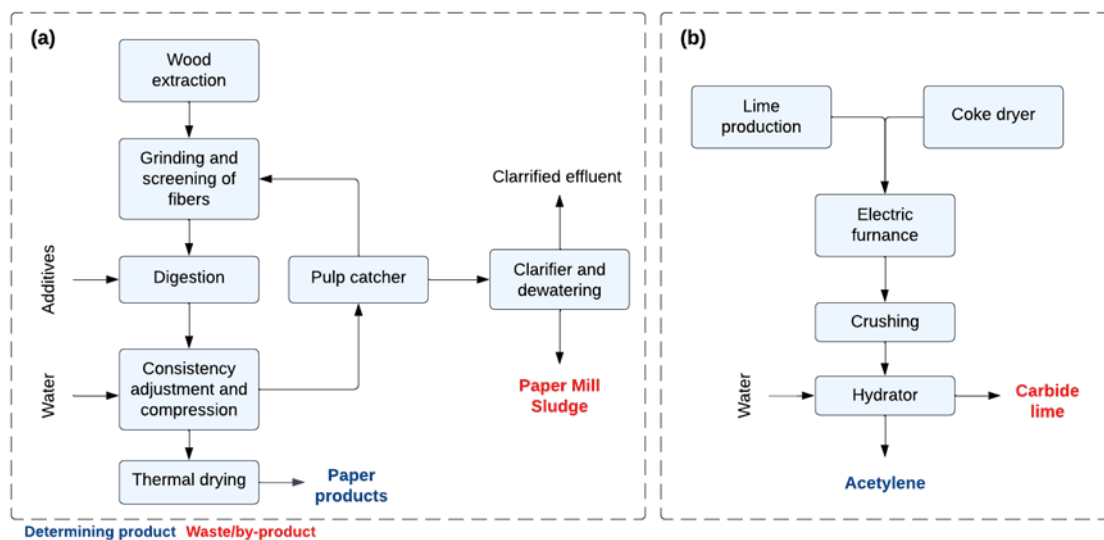 (a)
Wood
extraction
Grinding and
screening of
fibers
Additives
Digestion
Water
Consistency
adjustment and
compression
Thermal drying
Paper
products
Pulp catcher
Clarrified effluent
Clarifier and
dewatering
Paper Mill
Sludge
Determining product Waste/by-product
(b)
Lime
production
Coke dryer
Electric
furnance
Crushing
Water
Hydrator
Carbide
lime
Acetylene